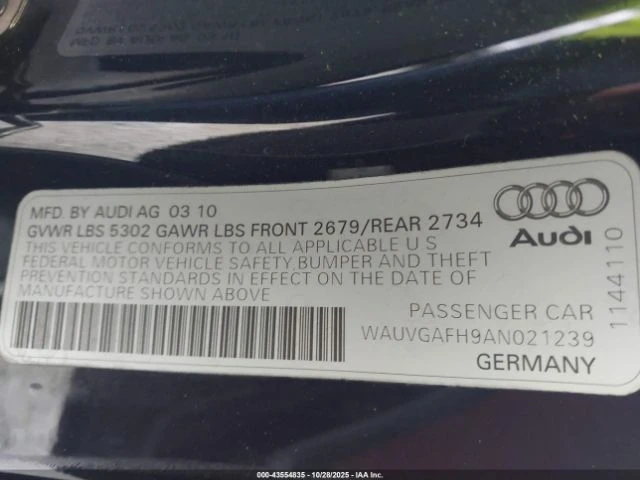 MFD. BY AUDI AG 03 10
GVWR LBS 5302 GAWR LBS FRONT 2679/REAR 2734
THIS VEHICLE CONFORMS TO ALL APPLICABLE U S
FEDERAL MOTOR VEHICLE SAFETY,BUMPER AND THEFT
PREVENTION STANDARDS IN EFFECT ON THE DATE OF
MANUFACTURE SHOWN ABOVE
Audi
11441110
PASSENGER CAR
WAUVGAFH9AN021239
GERMANY
000-43554835 - 10/28/2025 - IAA Inc.